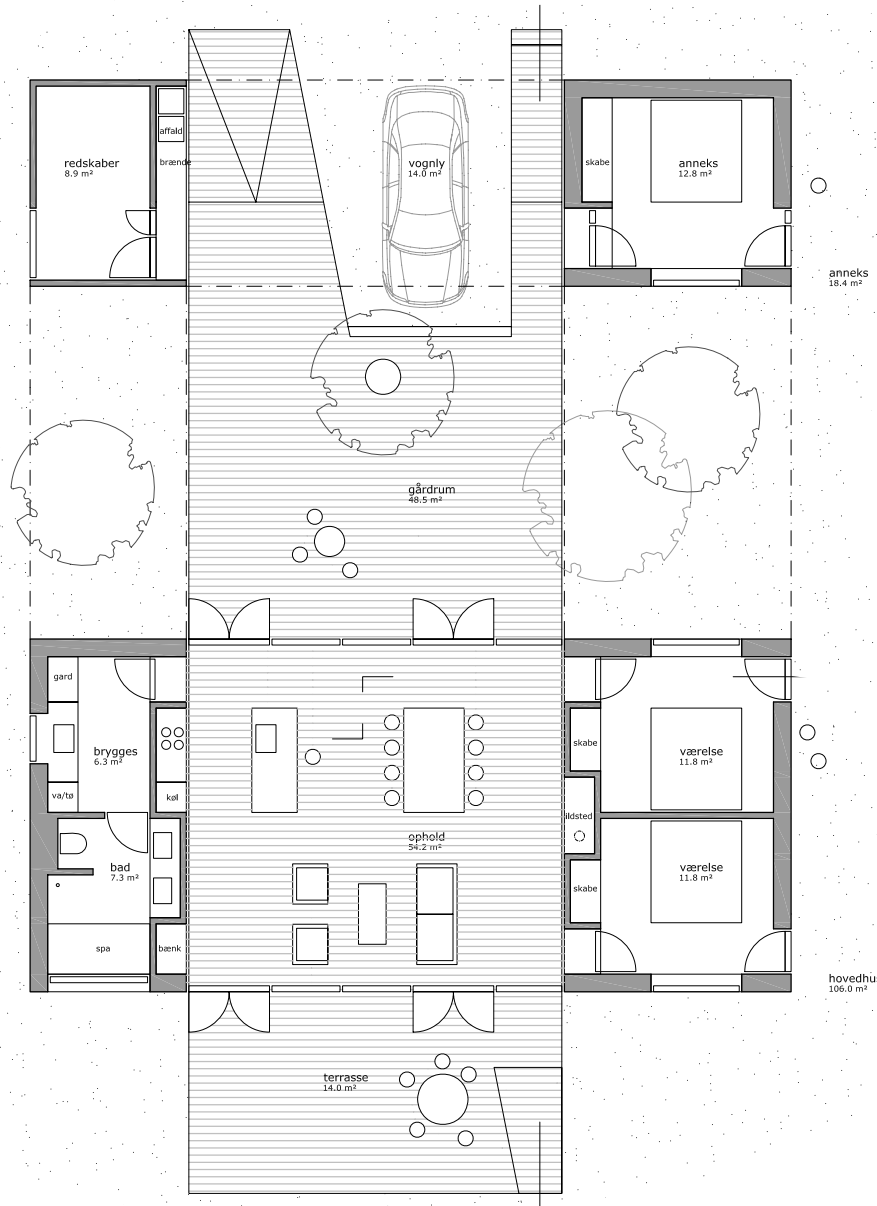 affald
redskaber
8.9 m²
brænde
vognly
14.0 m²
skabe
anneks
12.8 m²
anneks
18.4 m²
gårdrum
48.5 m²
gard
brygges
6.3 m²
va/tø
køl
skabe
værelse
11.8 m²
ildsted
ophold
54.2 m²
bad
7.3 m²
værelse
11.8 m²
skabe
spa
bænk
hovedhu
106.0 m²
terrasse
14.0 m²